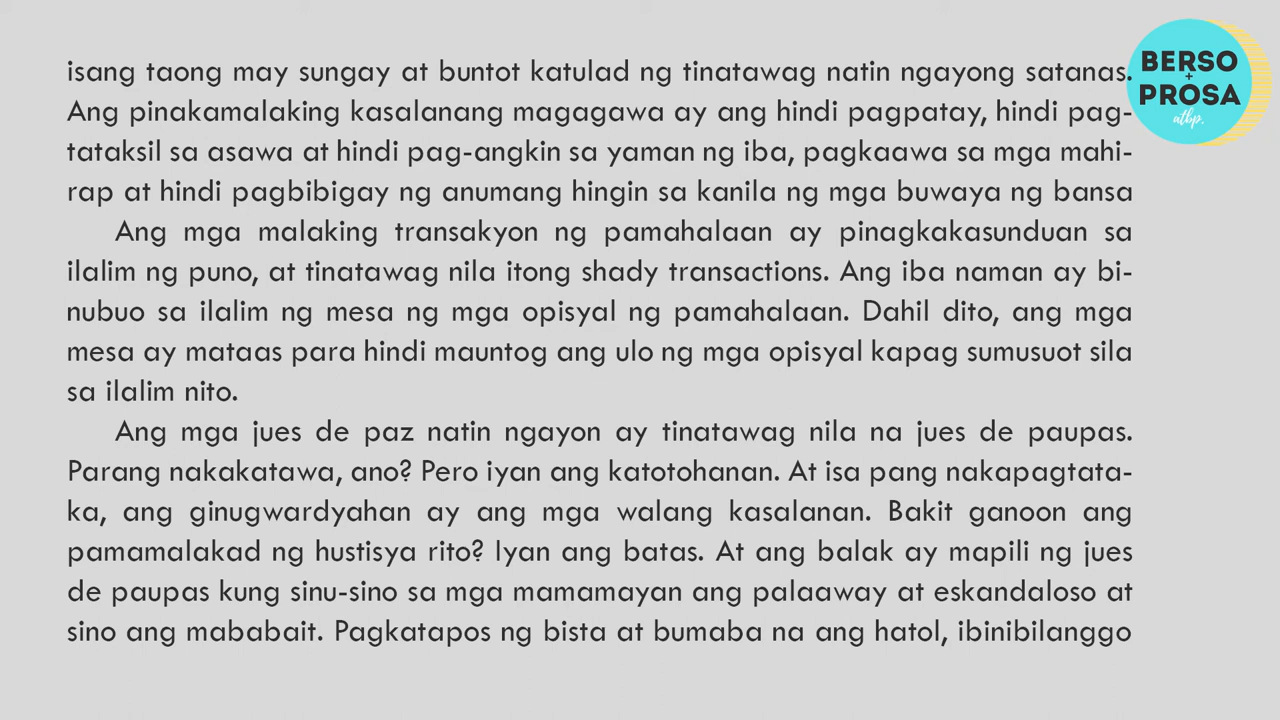 isang taong may sungay at buntot katulad ng tinatawag natin ngayong satanas.
Ang pinakamalaking kasalanang magagawa ay ang hindi pagpatay, hindi pag-
tataksil sa asawa at hindi pag-angkin sa yaman ng iba, pagkaawa sa mga mahi-
rap at hindi pagbibigay ng anumang hingin sa kanila ng mga buwaya ng bansa
Ang mga malaking transakyon ng pamahalaan ay pinagkakasunduan sa
ilalim ng puno, at tinatawag nila itong shady transactions. Ang iba naman ay bi-
nubuo sa ilalim ng mesa ng mga opisyal ng pamahalaan. Dahil dito, ang mga
mesa ay mataas para hindi mauntog ang ulo ng mga opisyal kapag sumusuot sila
sa ilalim nito.
Ang mga jues de paz natin ngayon ay tinatawag nila na jues de paupas.
Parang nakakatawa, ano? Pero iyan ang katotohanan. At isa pang nakapagtata-
ka, ang ginugwardyahan ay ang mga walang kasalanan. Bakit ganoon ang
pamamalakad ng hustisya rito? Iyan ang batas. At ang balak ay mapili ng jues
de paupas kung sinu-sino sa mga mamamayan ang palaaway at eskandaloso at
sino ang mababait. Pagkatapos ng bista at bumaba na ang hatol, ibinibilanggo
BERSO
+
PROSA
atbp.